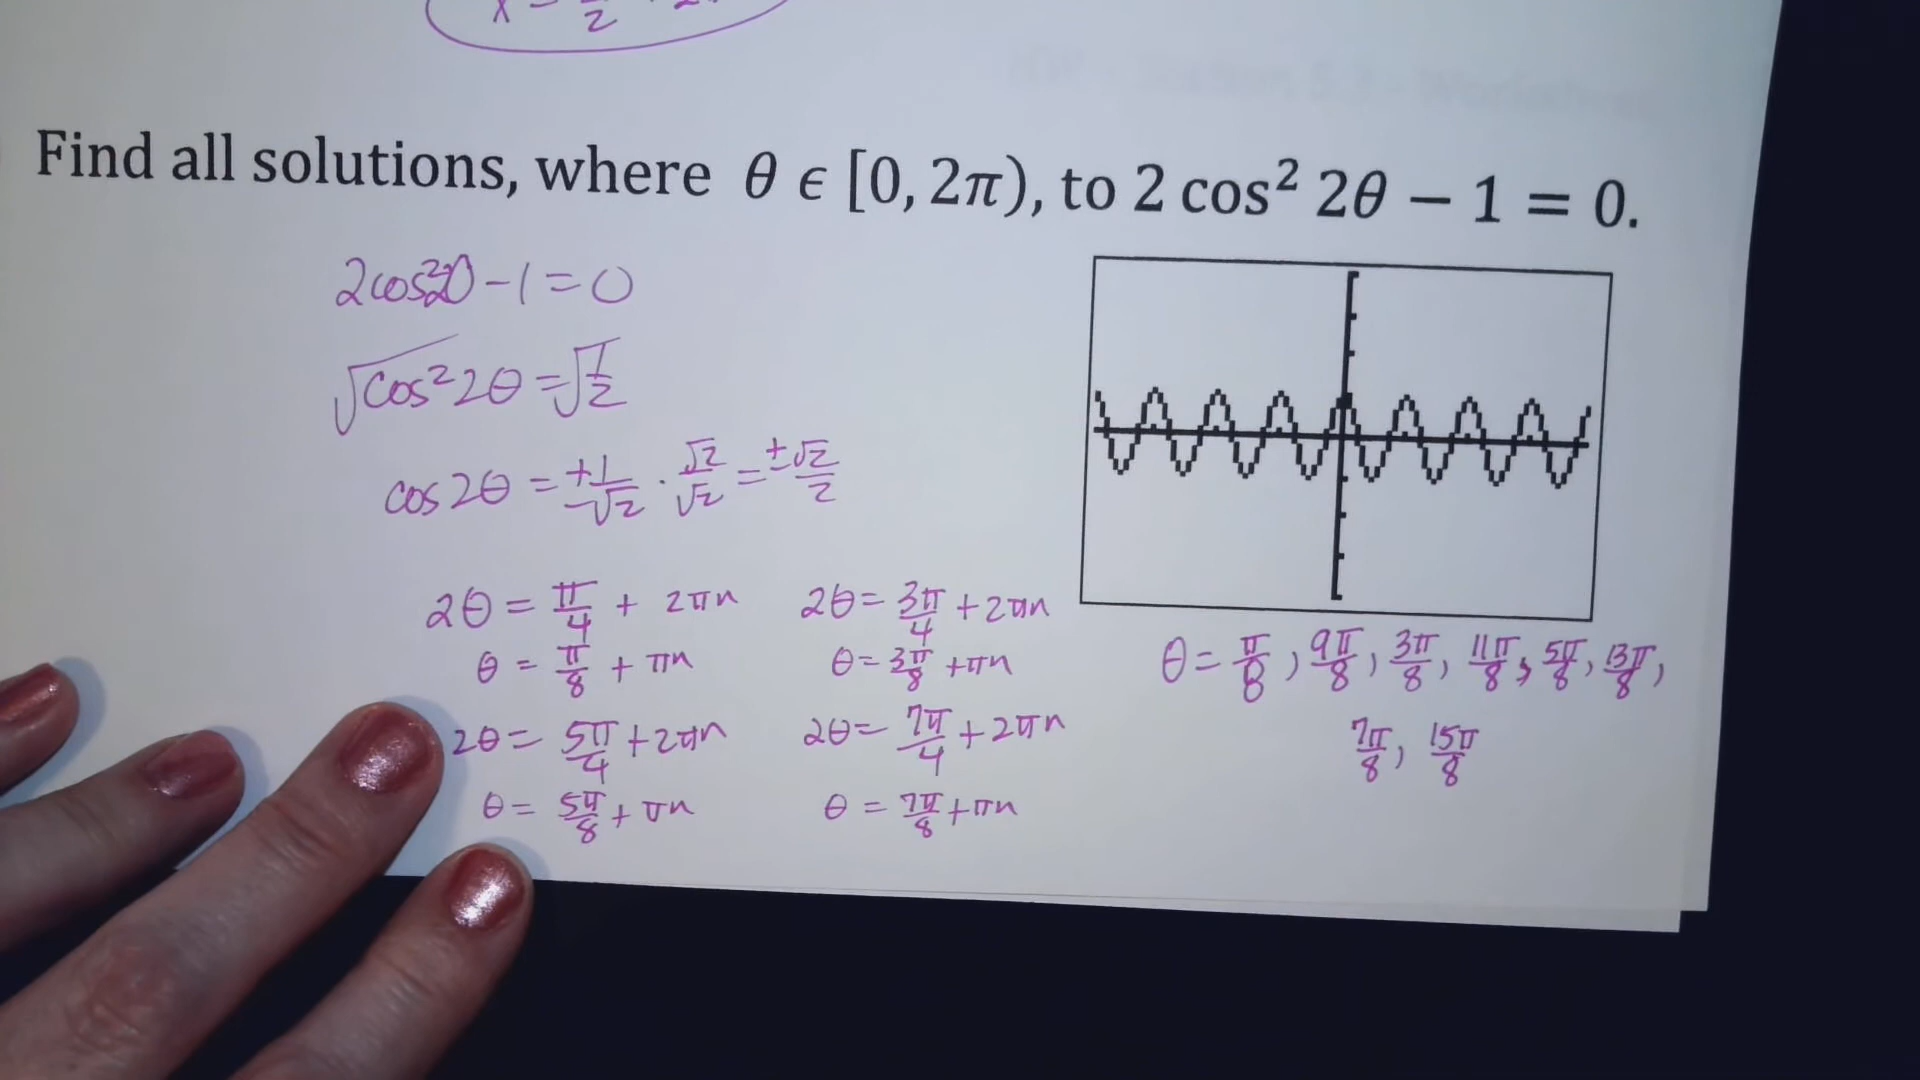 x = π/2
Find all solutions, where θ ϵ [0, 2π), to 2 cos² 2θ − 1 = 0.
2cos²2θ - 1 = 0
√cos²2θ = √1/2
cos 2θ = ±1/√2 · √2/√2 = ±√2/2
2θ = π/4 + 2πn 2θ = 3π/4 + 2πn
θ = π/8 + πn θ = 3π/8 + πn
2θ = 5π/4 + 2πn 2θ = 7π/4 + 2πn
θ = 5π/8 + πn θ = 7π/8 + πn
θ = π/8, 9π/8, 3π/8, 11π/8, 5π/8, 13π/8,
7π/8, 15π/8